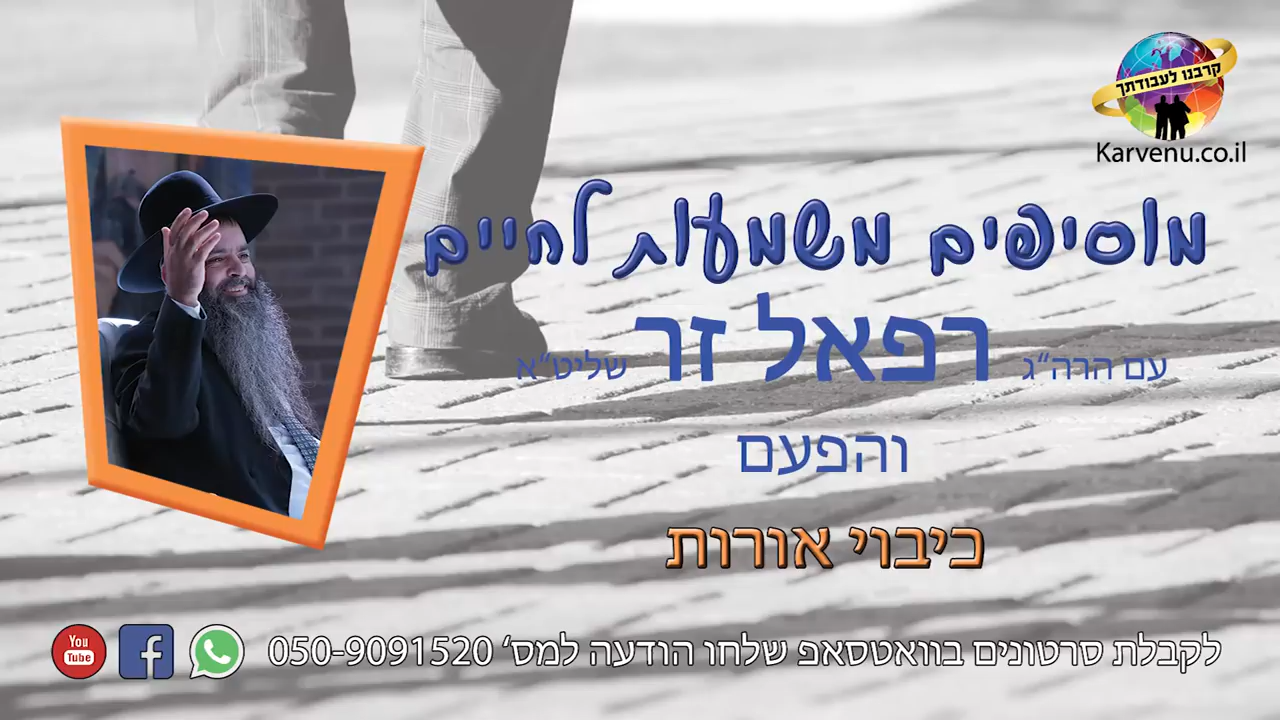 קרבנו לעבודתך
Karvenu.co.il
מוסיפים משמעות לחיים
עם הרה"ג רפאל זר שליט"א
והפעם
כיבוי אורות
לקבלת סרטונים בוואטסאפ שלחו הודעה למס' 050-9091520
You
Tube